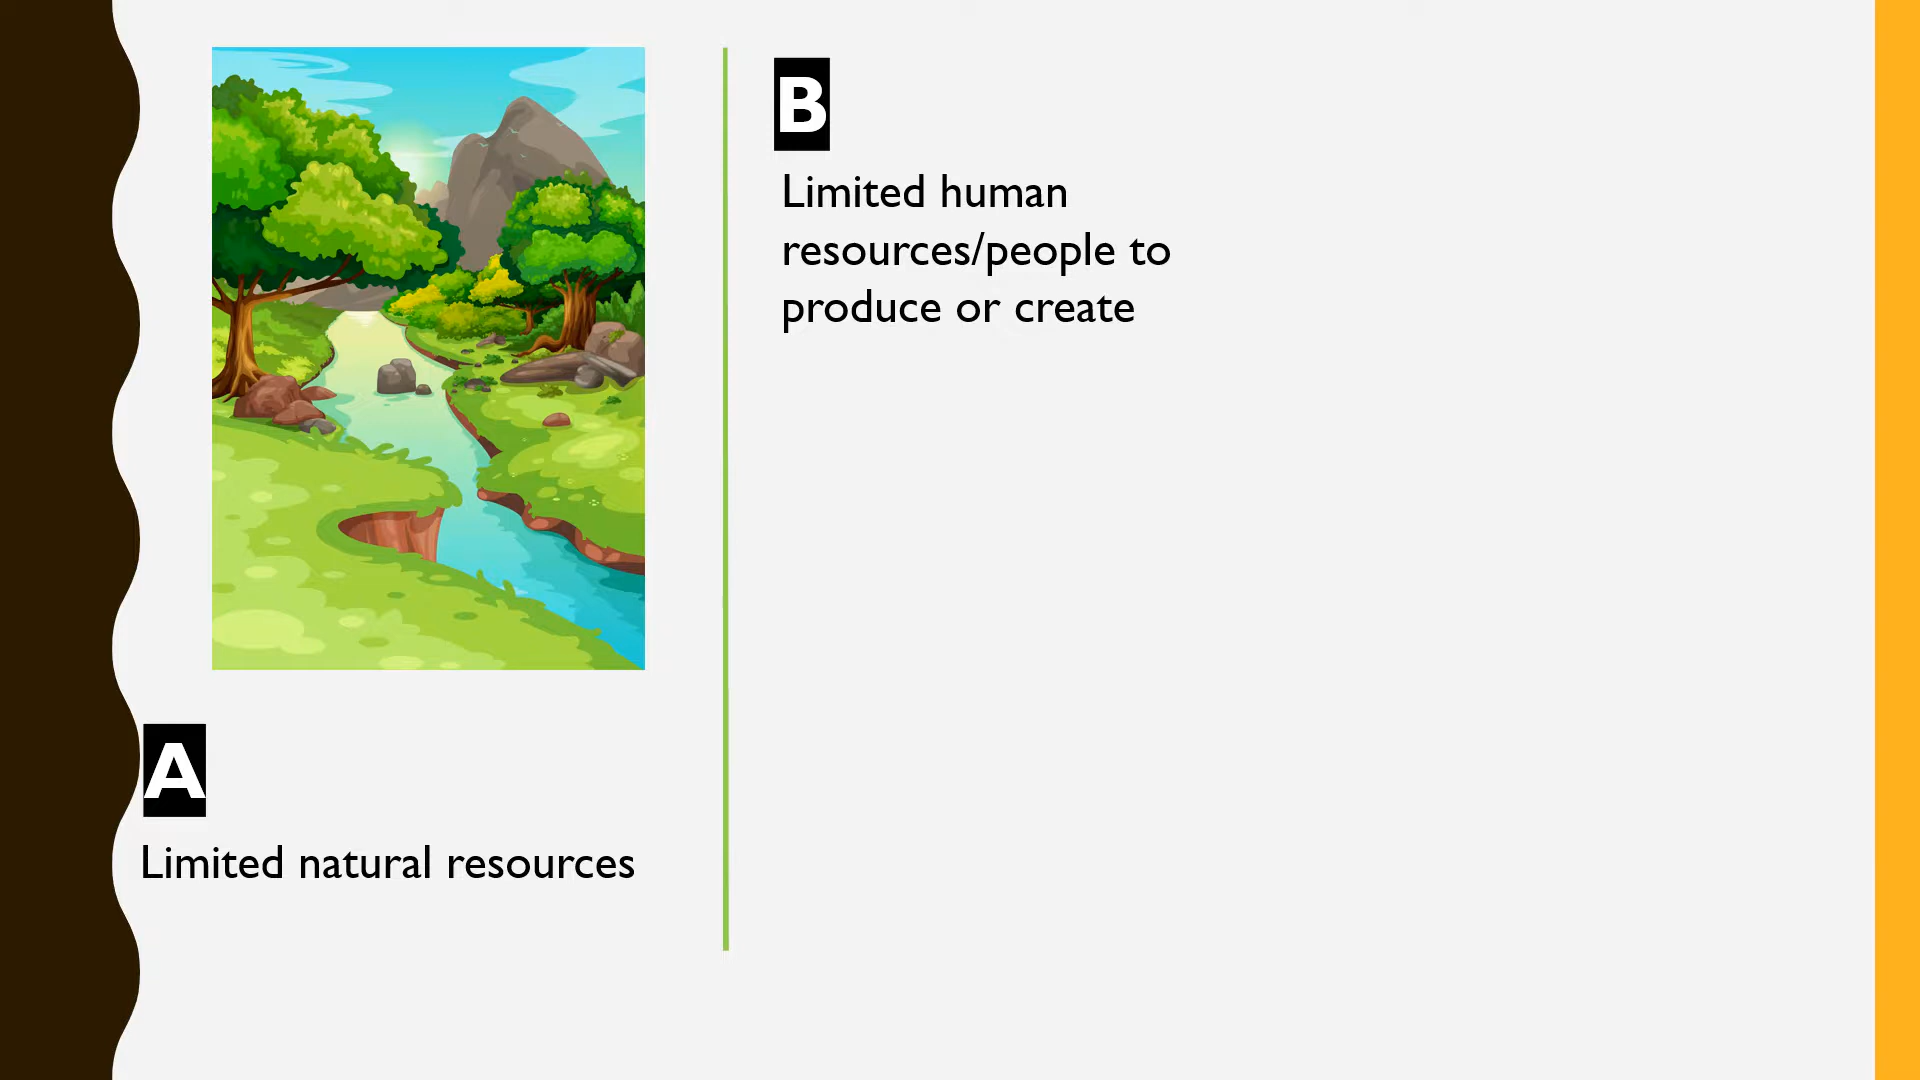 A
Limited natural resources
B
Limited human
resources/people to
produce or create